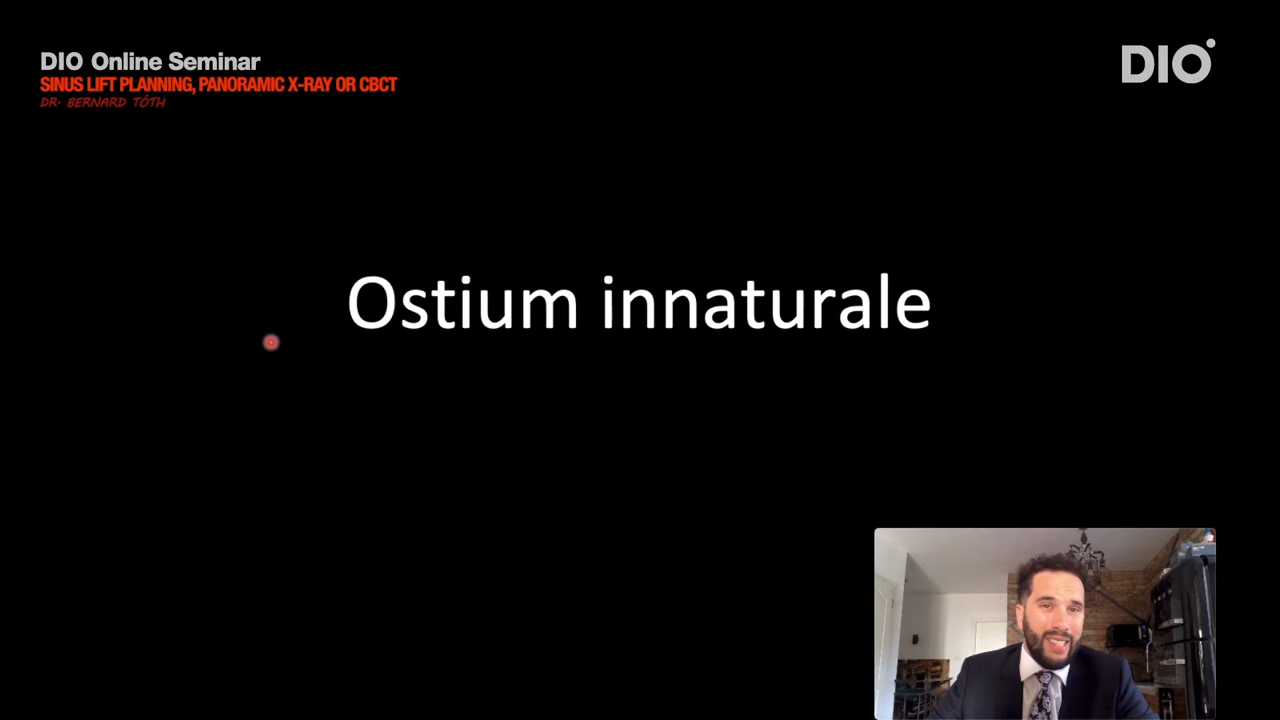 DIO Online Seminar
SINUS LIFT PLANNING, PANORAMIC X-RAY OR CBCT
DR. BERNARD TÓTH
DIO
Ostium innaturale